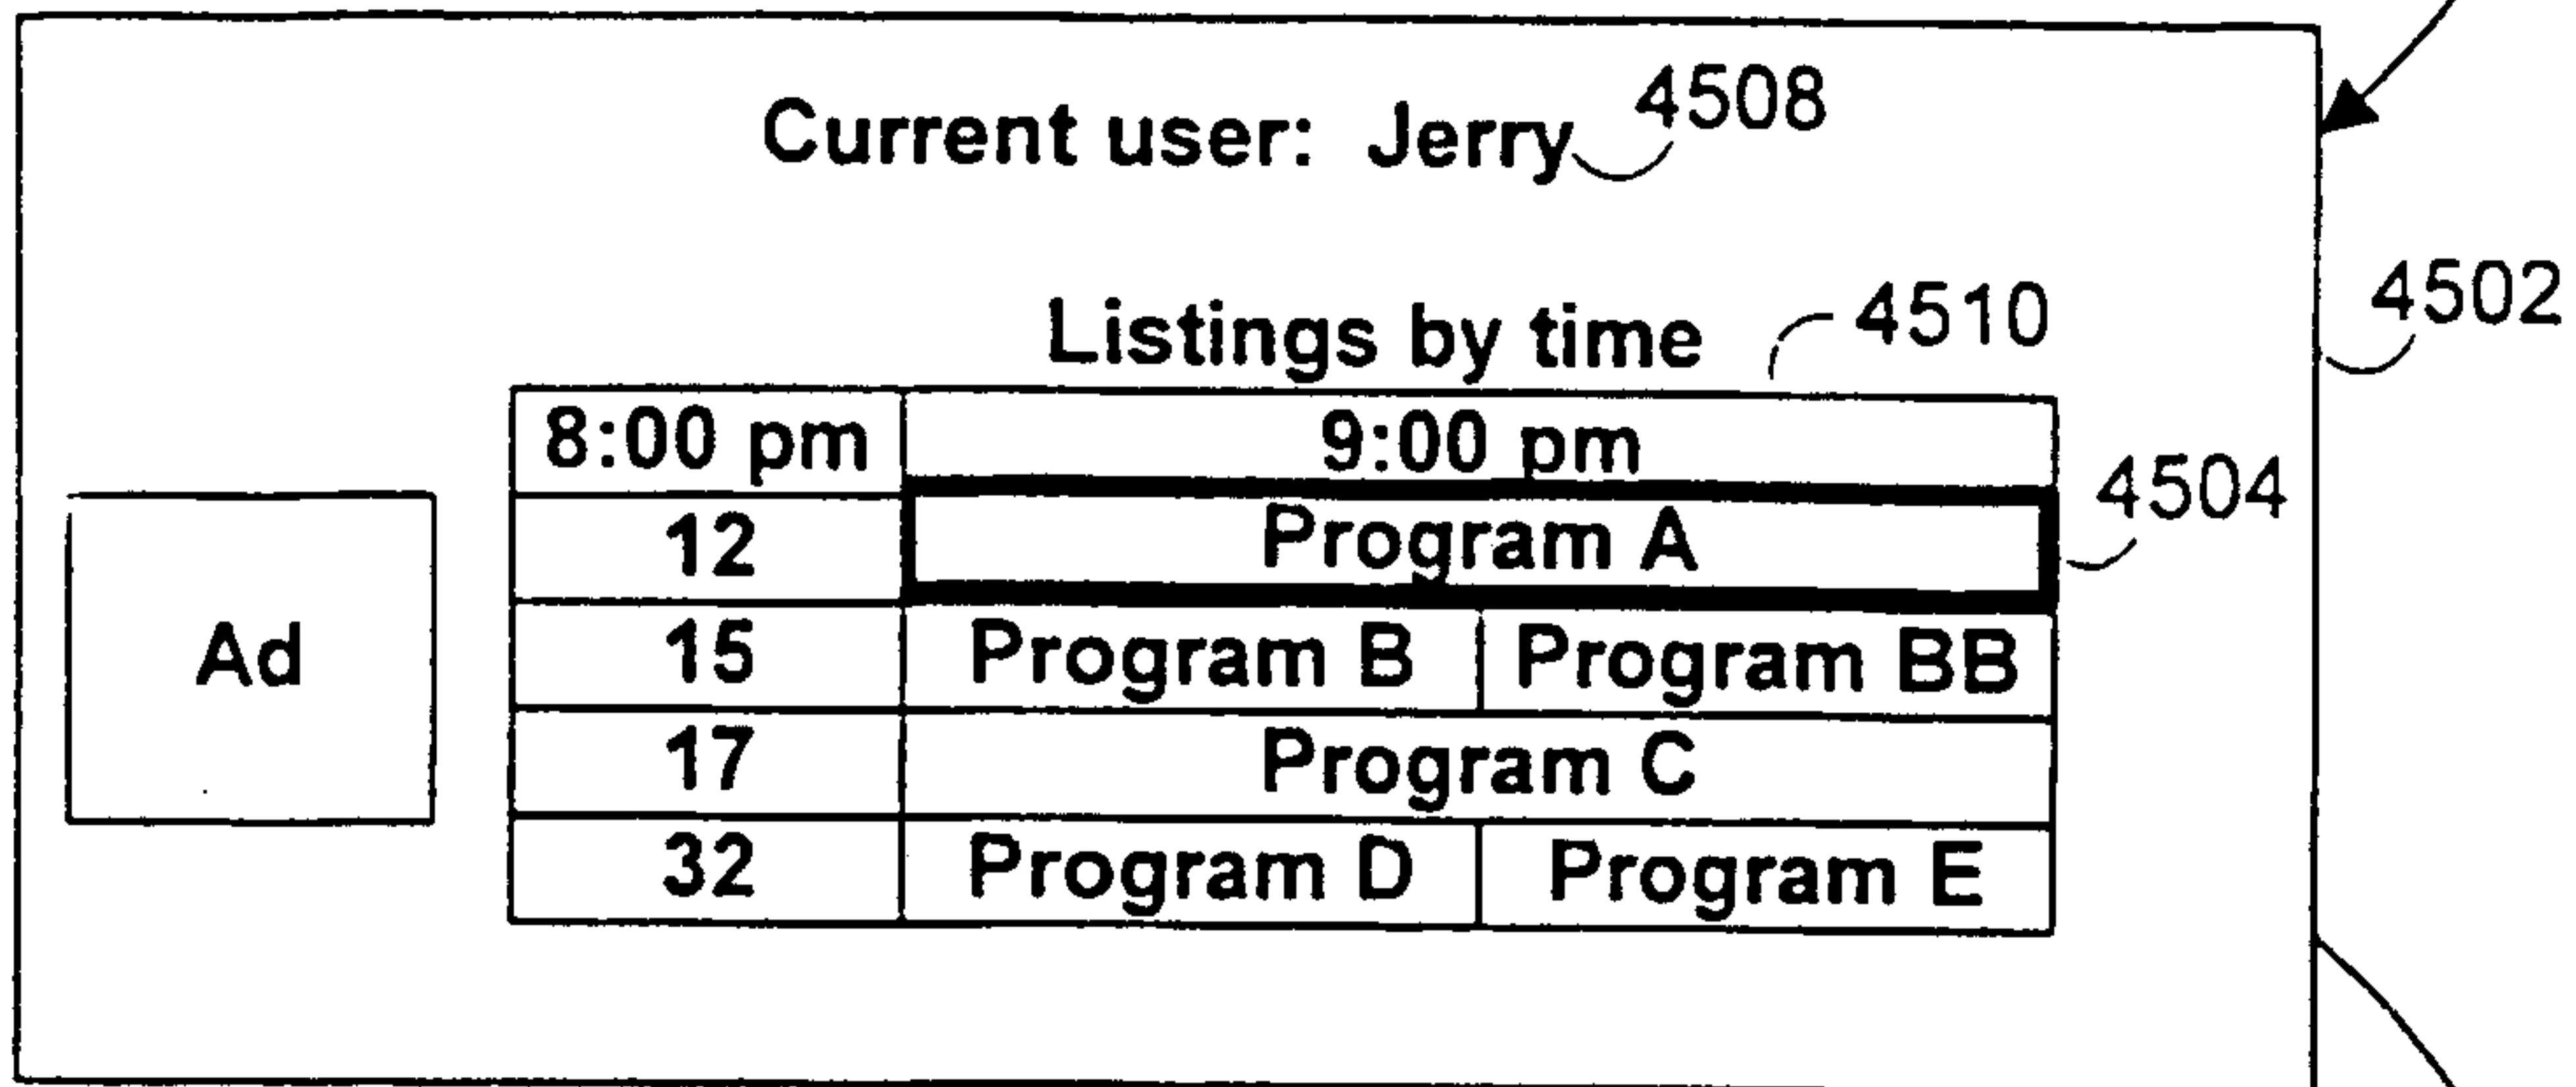 Current user: Jerry 4508
4502
Listings by time 4510
8:00 pm 9:00 pm
12 Program A 4504
Ad 15 Program B Program BB
17 Program C
32 Program D Program E